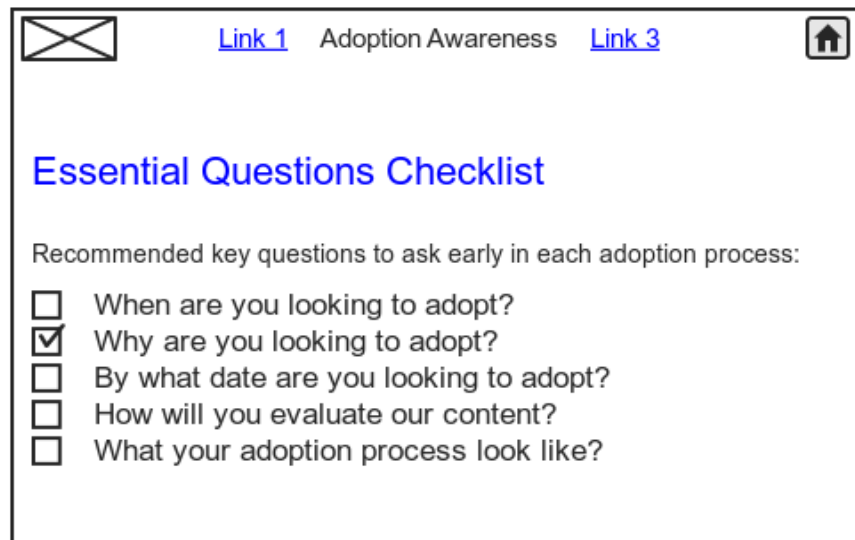 Link 1 Adoption Awareness Link 3
Essential Questions Checklist
Recommended key questions to ask early in each adoption process:
When are you looking to adopt?
Why are you looking to adopt?
By what date are you looking to adopt?
How will you evaluate our content?
What your adoption process look like?